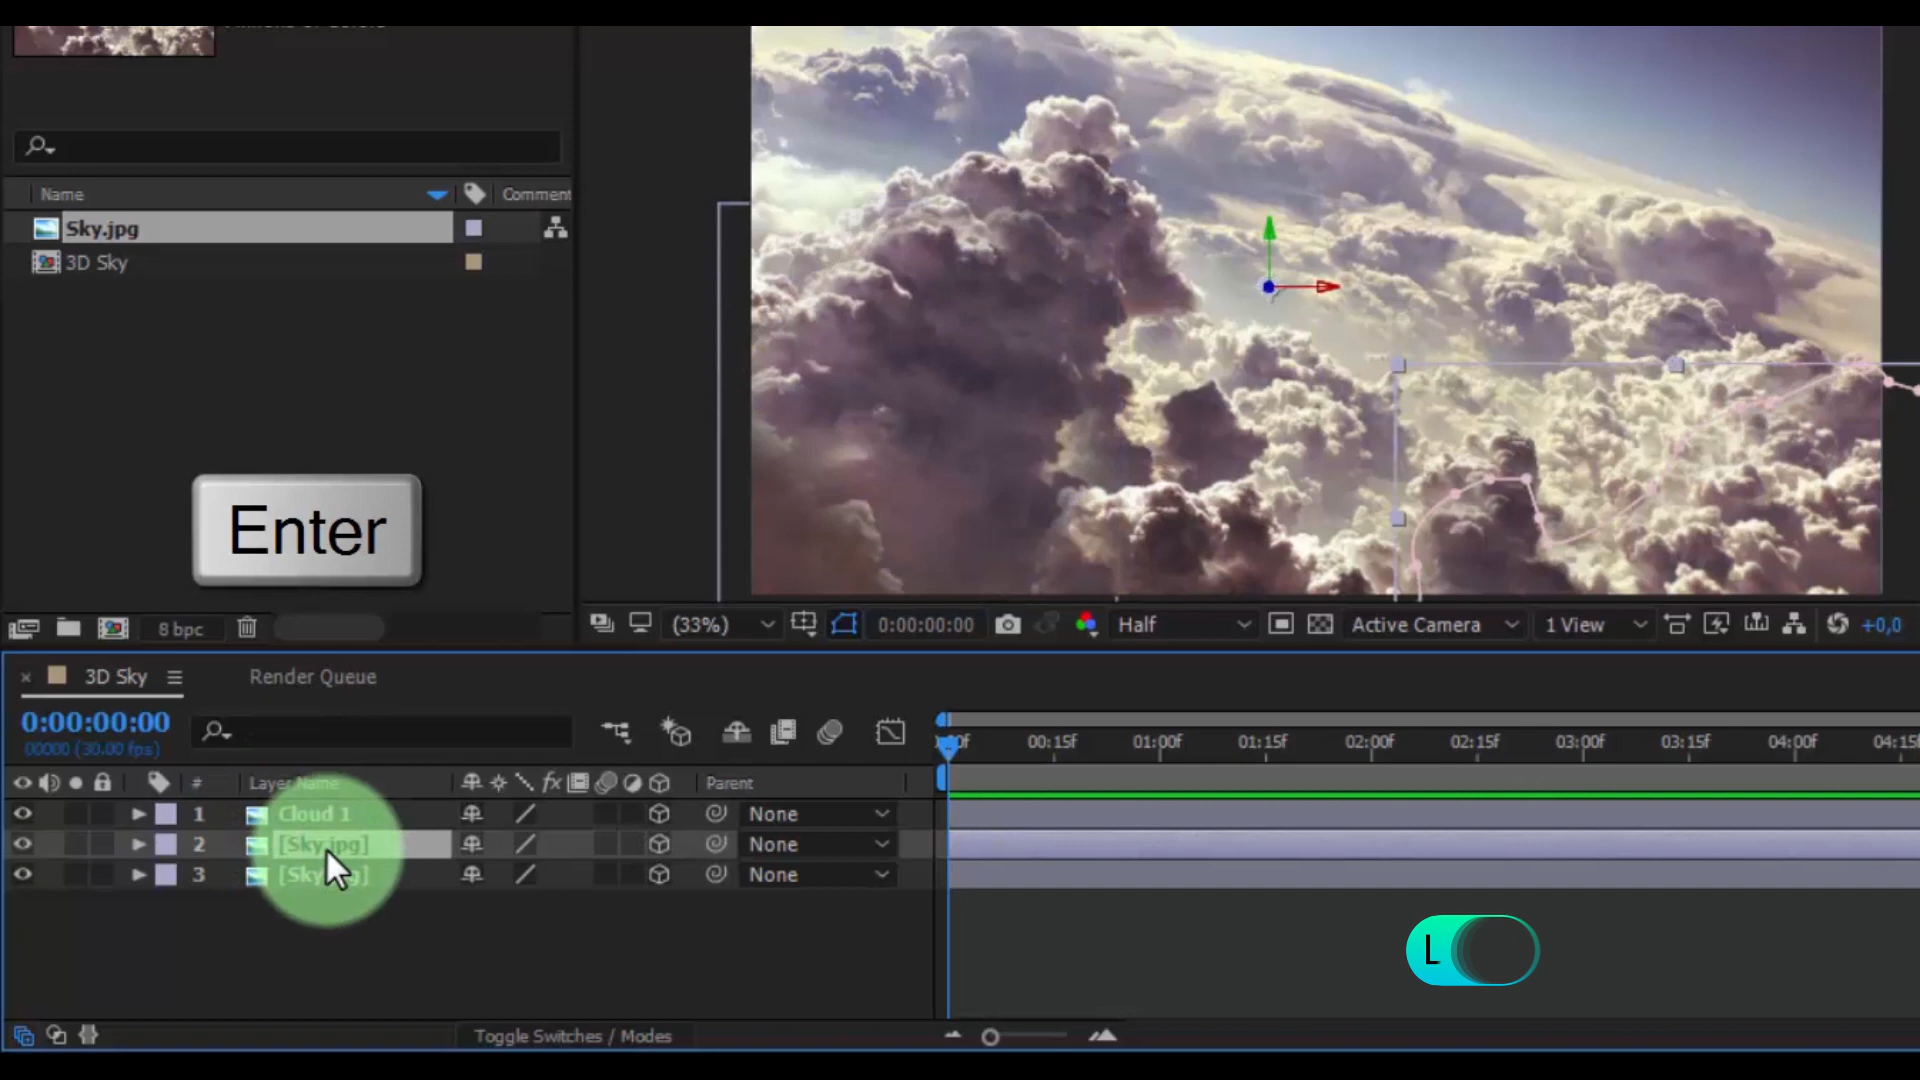 Name
Comment
Sky.jpg
3D Sky
Enter
8 bpc
(33%)
0:00:00:00
Half
Active Camera
1 View
+0,0
3D Sky
Render Queue
0:00:00:00
00000 (30.00 fps)
00:15f
01:00f
01:15f
02:00f
02:15f
03:00f
03:15f
04:00f
04:15
#
Layer Name
fx
Parent
1
Cloud 1
None
2
[Sky.jpg]
None
3
[Sky.jpg]
None
L
Toggle Switches / Modes